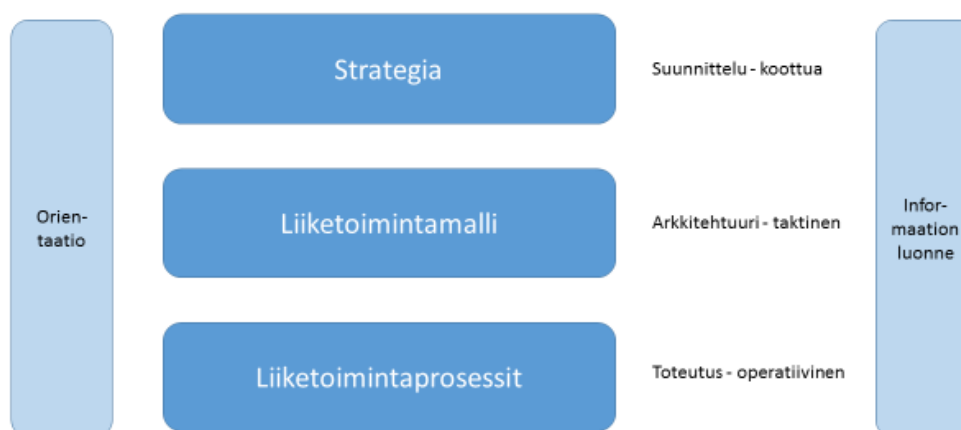 Strategia
Suunnittelu - koottua
Orien-
taatio
Liiketoimintamalli
Arkkitehtuuri - taktinen
Infor-
maation
luonne
Liiketoimintaprosessit
Toteutus - operatiivinen